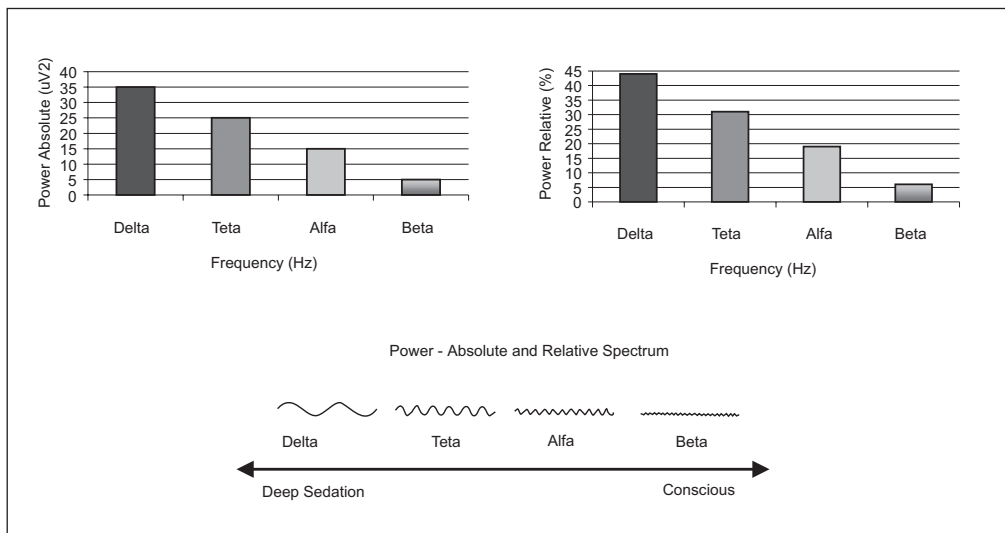 Power Absolute (uV2)
40
35
30
25
20
15
10
5
0
Delta Teta Alfa Beta
Frequency (Hz)
Power Relative (%)
45
40
35
30
25
20
15
10
5
0
Delta Teta Alfa Beta
Frequency (Hz)
Power - Absolute and Relative Spectrum
Delta Teta Alfa Beta
Deep Sedation Conscious